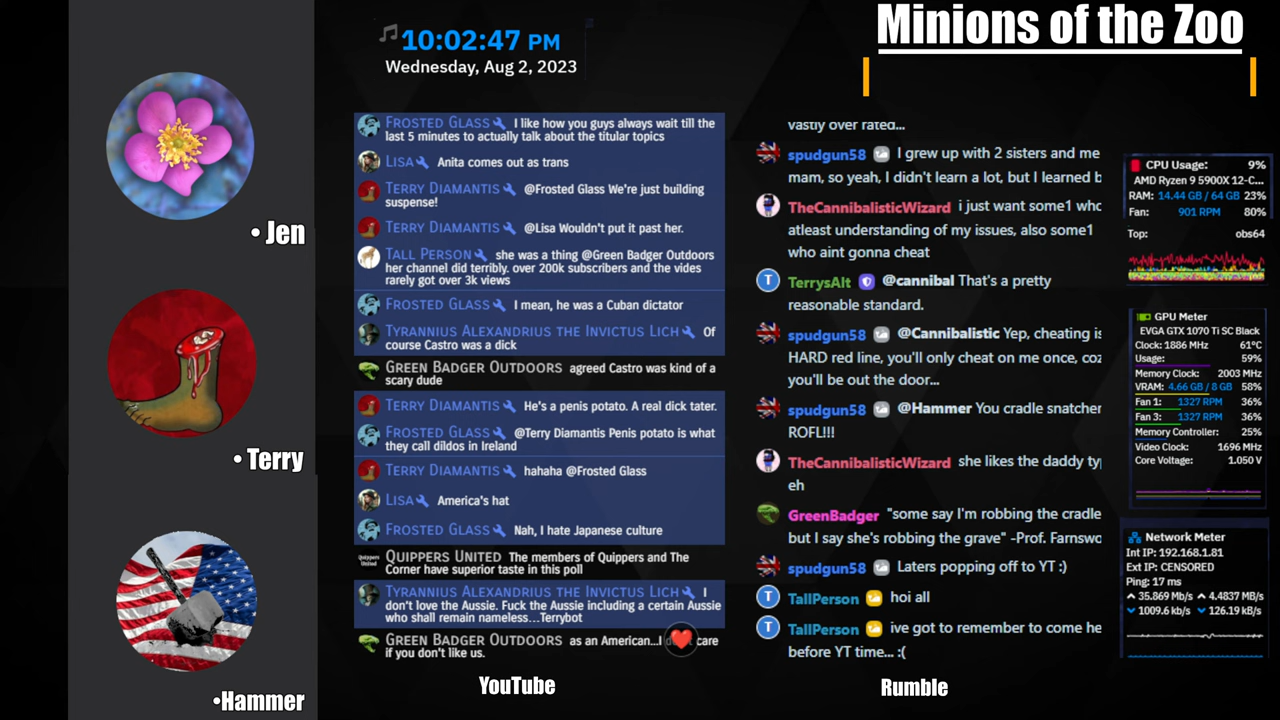 • Jen
• Terry
•Hammer
10:02:47 PM
Wednesday, Aug 2, 2023
Frosted Glass I like how you guys always wait till the
last 5 minutes to actually talk about the titular topics
Lisa Anita comes out as trans
Terry Diamantis @Frosted Glass We're just building
suspense!
Terry Diamantis @Lisa Wouldn't put it past her.
Tall Person she was a thing @Green Badger Outdoors
her channel did terribly. over 200k subscribers and the vides
rarely got over 3k views
Frosted Glass I mean, he was a Cuban dictator
Tyrannius Alexandrius the Invictus Lich Of
course Castro was a dick
Green Badger Outdoors agreed Castro was kind of a
scary dude
Terry Diamantis He's a penis potato. A real dick tater.
Frosted Glass @Terry Diamantis Penis potato is what
they call dildos in Ireland
Terry Diamantis hahaha @Frosted Glass
Lisa America's hat
Frosted Glass Nah, I hate Japanese culture
Quippers United
Quippers United The members of Quippers and The
Corner have superior taste in this poll
Tyrannius Alexandrius the Invictus Lich I
don't love the Aussie. Fuck the Aussie including a certain Aussie
who shall remain nameless...Terrybot
Green Badger Outdoors as an American...I care
if you don't like us.
YouTube
Minions of the Zoo
vastly over rated...
spudgun58 I grew up with 2 sisters and me
mam, so yeah, I didn't learn a lot, but I learned b
TheCannibalisticWizard i just want some1 who
atleast understanding of my issues, also some1
who aint gonna cheat
T TerrysAlt @cannibal That's a pretty
reasonable standard.
spudgun58 @Cannibalistic Yep, cheating is
HARD red line, you'll only cheat on me once, coz
you'll be out the door...
spudgun58 @Hammer You cradle snatcher
ROFL!!!
TheCannibalisticWizard she likes the daddy typ
eh
GreenBadger "some say I'm robbing the cradle
but I say she's robbing the grave" -Prof. Farnswo
spudgun58 Laters popping off to YT :)
T TallPerson hoi all
T TallPerson ive got to remember to come he
before YT time... :(
Rumble
CPU Usage: 9%
AMD Ryzen 9 5900X 12-C...
RAM: 14.44 GB / 64 GB 23%
Fan: 901 RPM 80%
Top: obs64
GPU Meter
EVGA GTX 1070 Ti SC Black
Clock: 1886 MHz 61°C
Usage: 59%
Memory Clock: 2003 MHz
VRAM: 4.66 GB / 8 GB 58%
Fan 1: 1327 RPM 36%
Fan 3: 1327 RPM 36%
Memory Controller: 25%
Video Clock: 1696 MHz
Core Voltage: 1.050 V
Network Meter
Int IP: 192.168.1.81
Ext IP: CENSORED
Ping: 17 ms
35.869 MB/s 4.4837 MB/s
1009.6 kb/s 126.19 kB/s